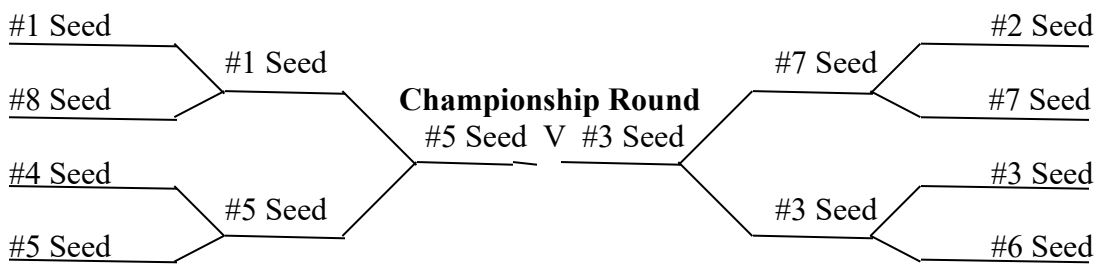 #1 Seed
#2 Seed
#1 Seed
#7 Seed
#8 Seed
Championship Round
#7 Seed
#5 Seed V #3 Seed
#4 Seed
#3 Seed
#5 Seed
#3 Seed
#5 Seed
#6 Seed